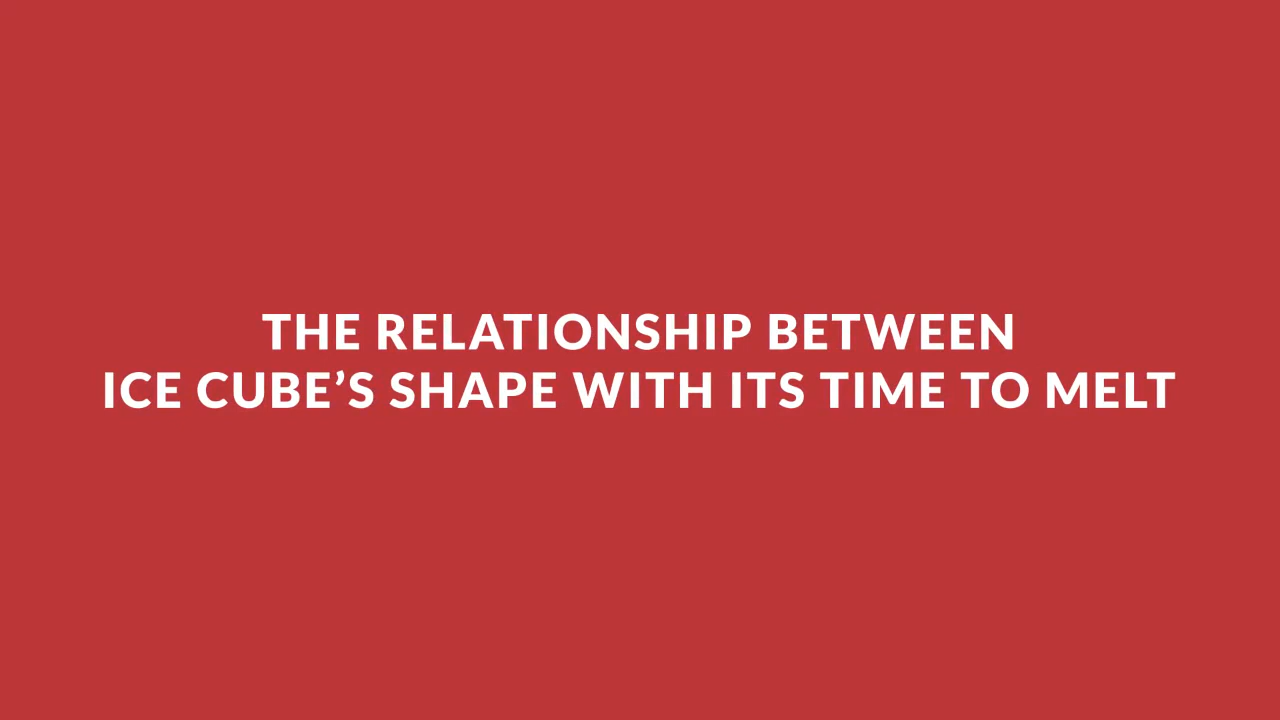 THE RELATIONSHIP BETWEEN
ICE CUBE’S SHAPE WITH ITS TIME TO MELT